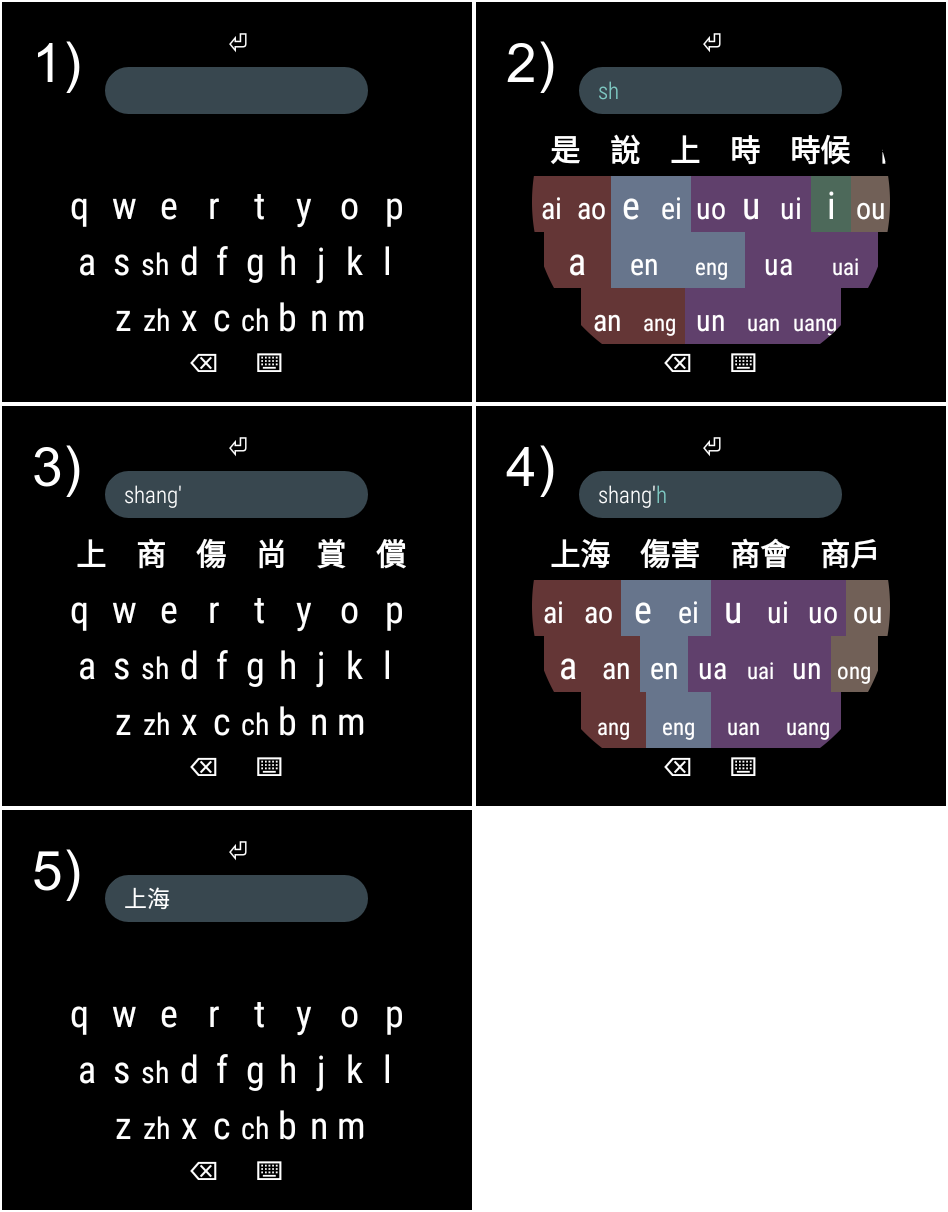 1)
q w e r t y o p
a s sh d f g h j k l
z zh x c ch b n m
2)
sh
是 說 上 時 時候
ai ao e ei uo u ui i ou
a en eng ua uai
an ang un uan uang
3)
shang'
上 商 傷 尚 賞 償
q w e r t y o p
a s sh d f g h j k l
z zh x c ch b n m
4)
shang'h
上海 傷害 商會 商戶
ai ao e ei u ui uo ou
a an en ua uai un ong
ang eng uan uang
5)
上海
q w e r t y o p
a s sh d f g h j k l
z zh x c ch b n m